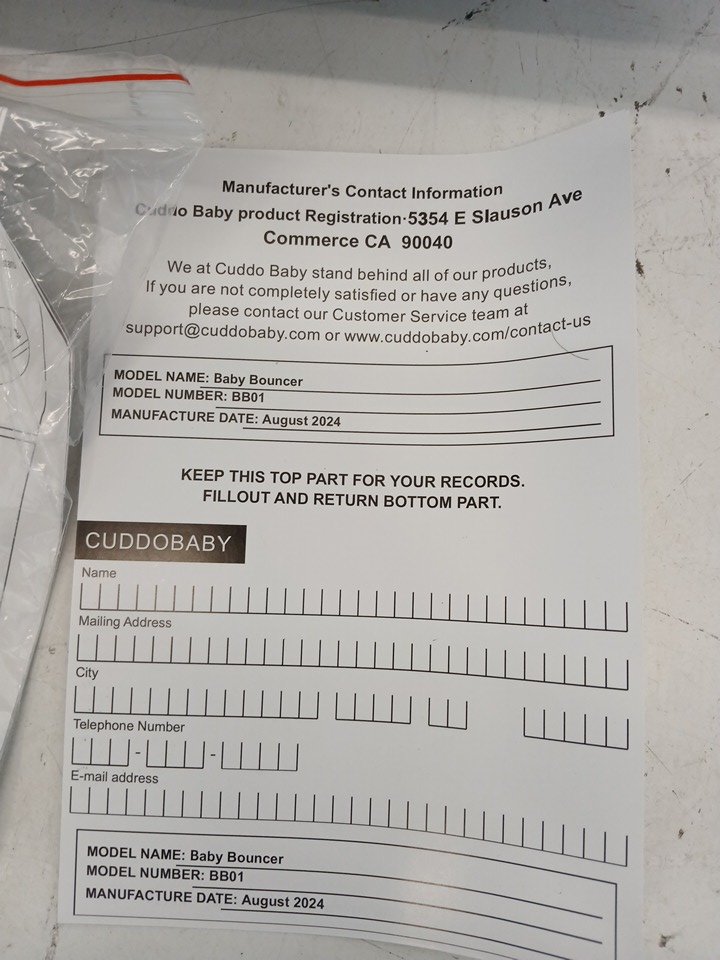 Manufacturer's Contact Information
Cuddo Baby product Registration·5354 E Slauson Ave
Commerce CA 90040
We at Cuddo Baby stand behind all of our products,
If you are not completely satisfied or have any questions,
please contact our Customer Service team at
support@cuddobaby.com or www.cuddobaby.com/contact-us
MODEL NAME: Baby Bouncer
MODEL NUMBER: BB01
MANUFACTURE DATE: August 2024
KEEP THIS TOP PART FOR YOUR RECORDS.
FILLOUT AND RETURN BOTTOM PART.
CUDDOBABY
Name
Mailing Address
City
Telephone Number
- -
E-mail address
MODEL NAME: Baby Bouncer
MODEL NUMBER: BB01
MANUFACTURE DATE: August 2024